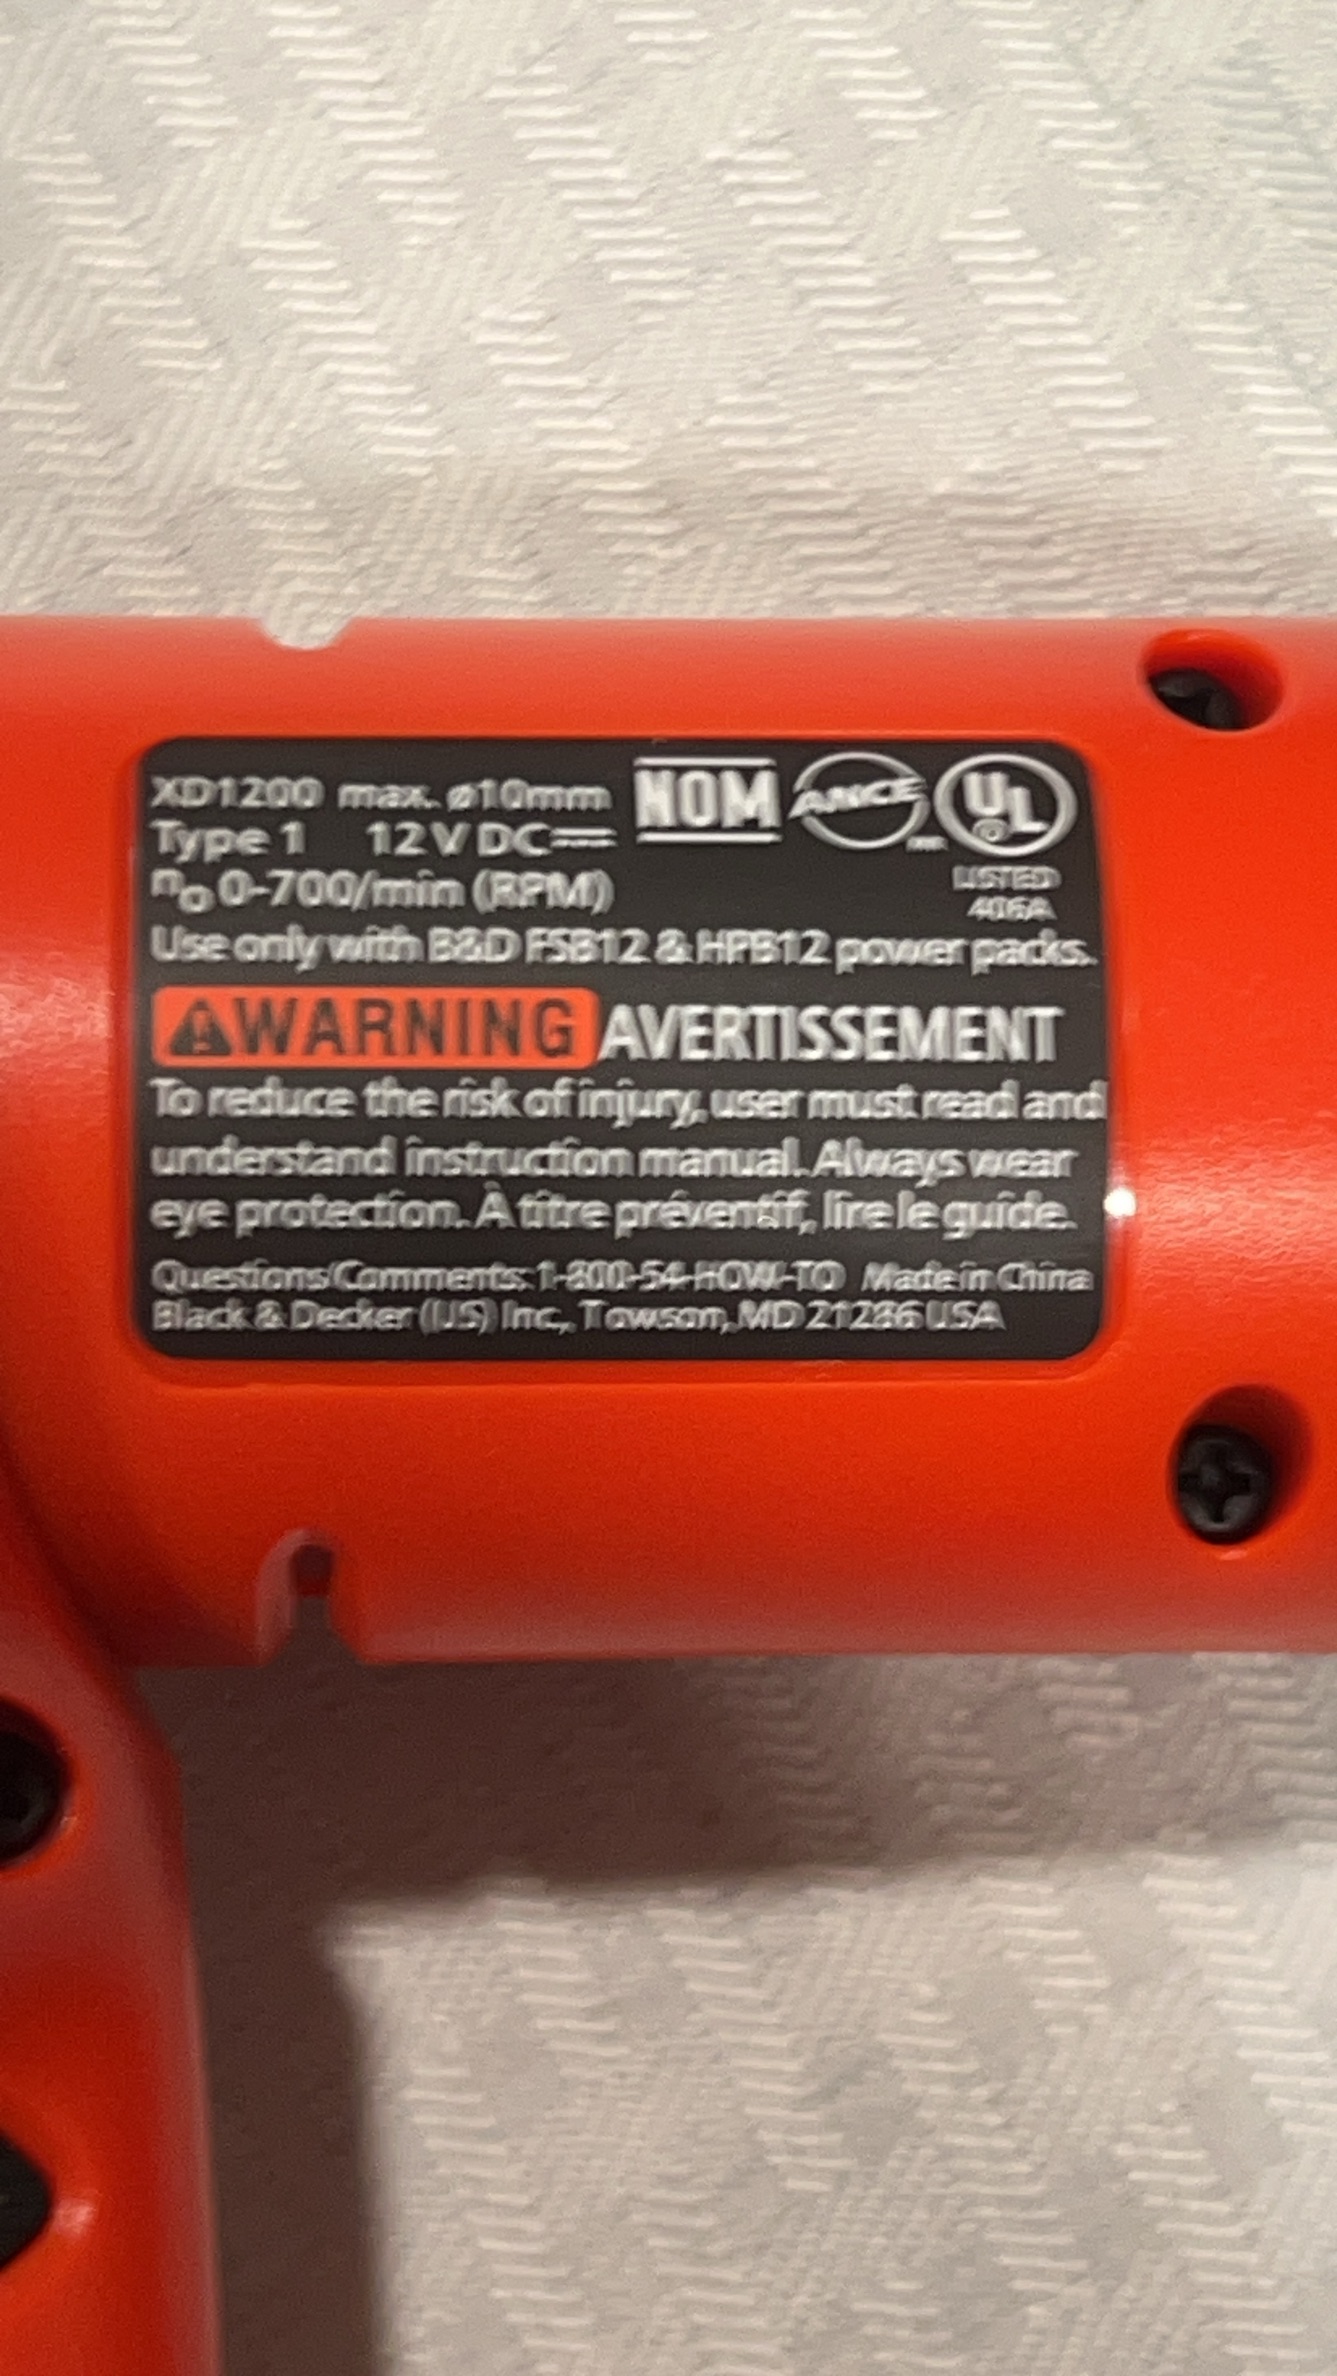 XD1200 max. ø10mm
Type 1 12 V DC⎓
n₀ 0-700/min (RPM)
NOM ANCE UL
LISTED
406A
Use only with B&D FSB12 & HPB12 power packs.
⚠WARNING AVERTISSEMENT
To reduce the risk of injury, user must read and
understand instruction manual. Always wear
eye protection. À titre préventif, lire le guide.
Questions/Comments: 1-800-54-HOW-TO Made in China
Black & Decker (US) Inc., Towson, MD 21286 USA